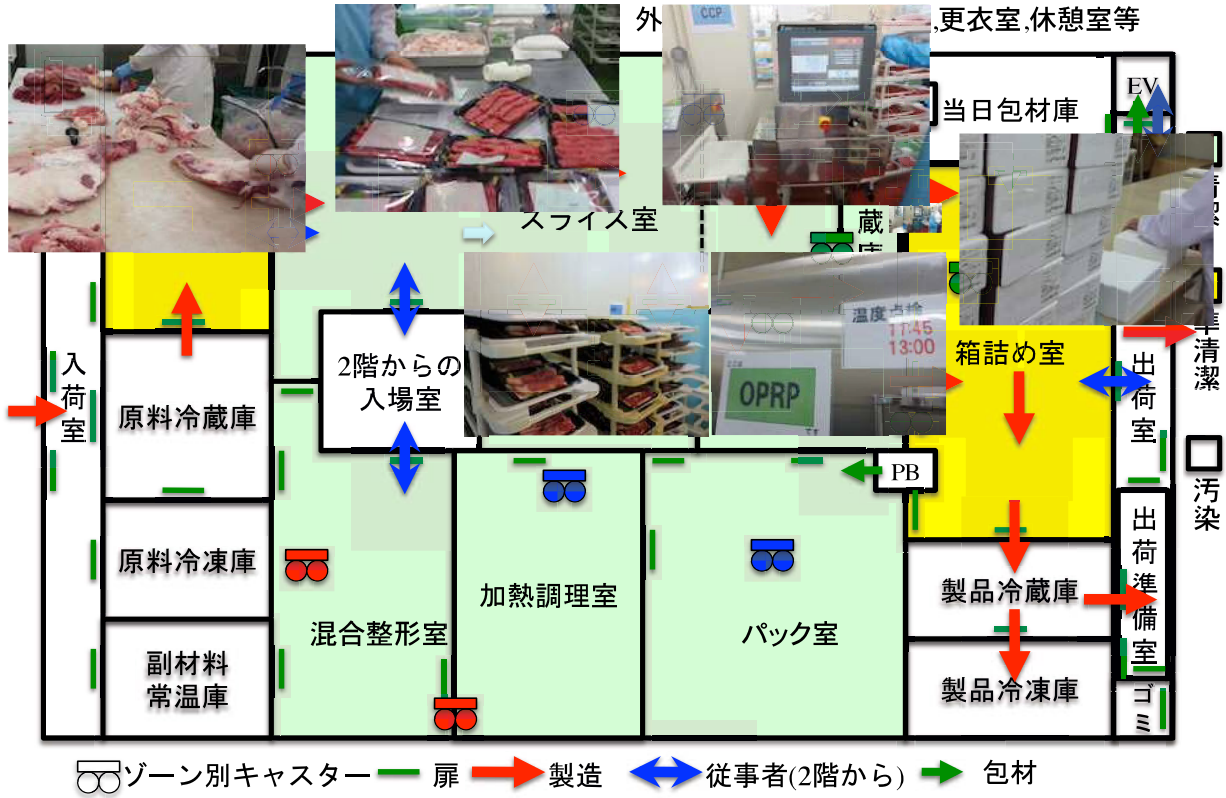 外
,更衣室,休憩室等
CCP
EV
当日包材庫
スライス室
蔵
庫
2階からの
入場室
温度点検
11:45
13:00
OPRP
箱詰め室
入
荷
室
原料冷蔵庫
出
荷
室
清
潔
PB
汚
染
原料冷凍庫
加熱調理室
混合整形室
パック室
製品冷蔵庫
出
荷
準
備
室
副材料
常温庫
製品冷凍庫
ゴ
ミ
ゾーン別キャスター
扉
製造
従事者(2階から)
包材